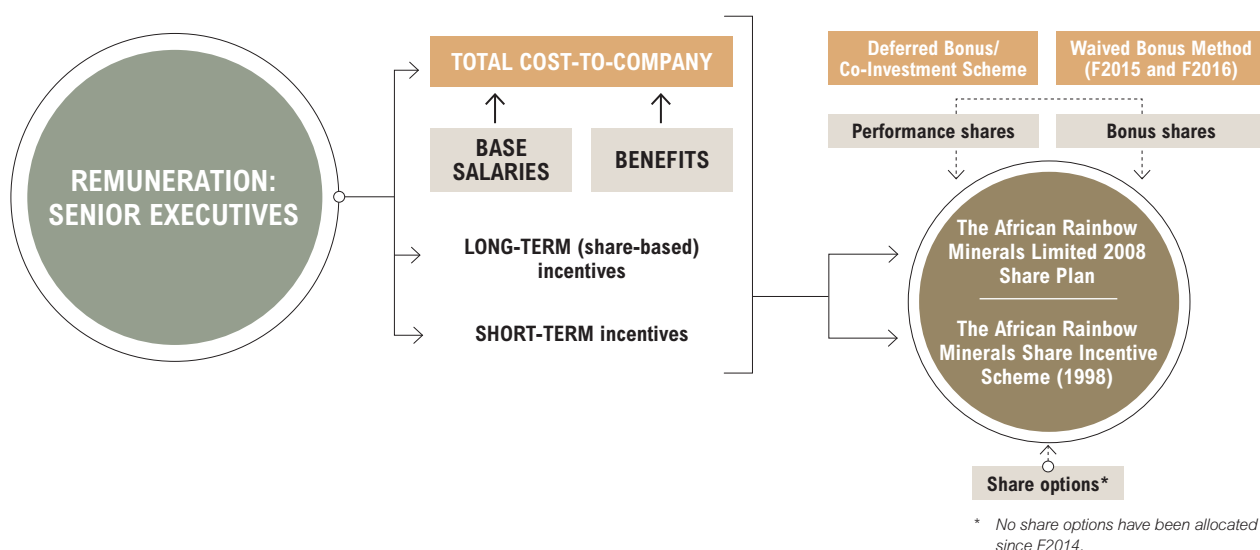 REMUNERATION:
SENIOR EXECUTIVES
TOTAL COST-TO-COMPANY
BASE
SALARIES
BENEFITS
LONG-TERM (share-based)
incentives
SHORT-TERM incentives
Deferred Bonus/
Co-Investment Scheme
Waived Bonus Method
(F2015 and F2016)
Performance shares
Bonus shares
The African Rainbow
Minerals Limited 2008
Share Plan
The African Rainbow
Minerals Share Incentive
Scheme (1998)
Share options*
* No share options have been allocated
since F2014.